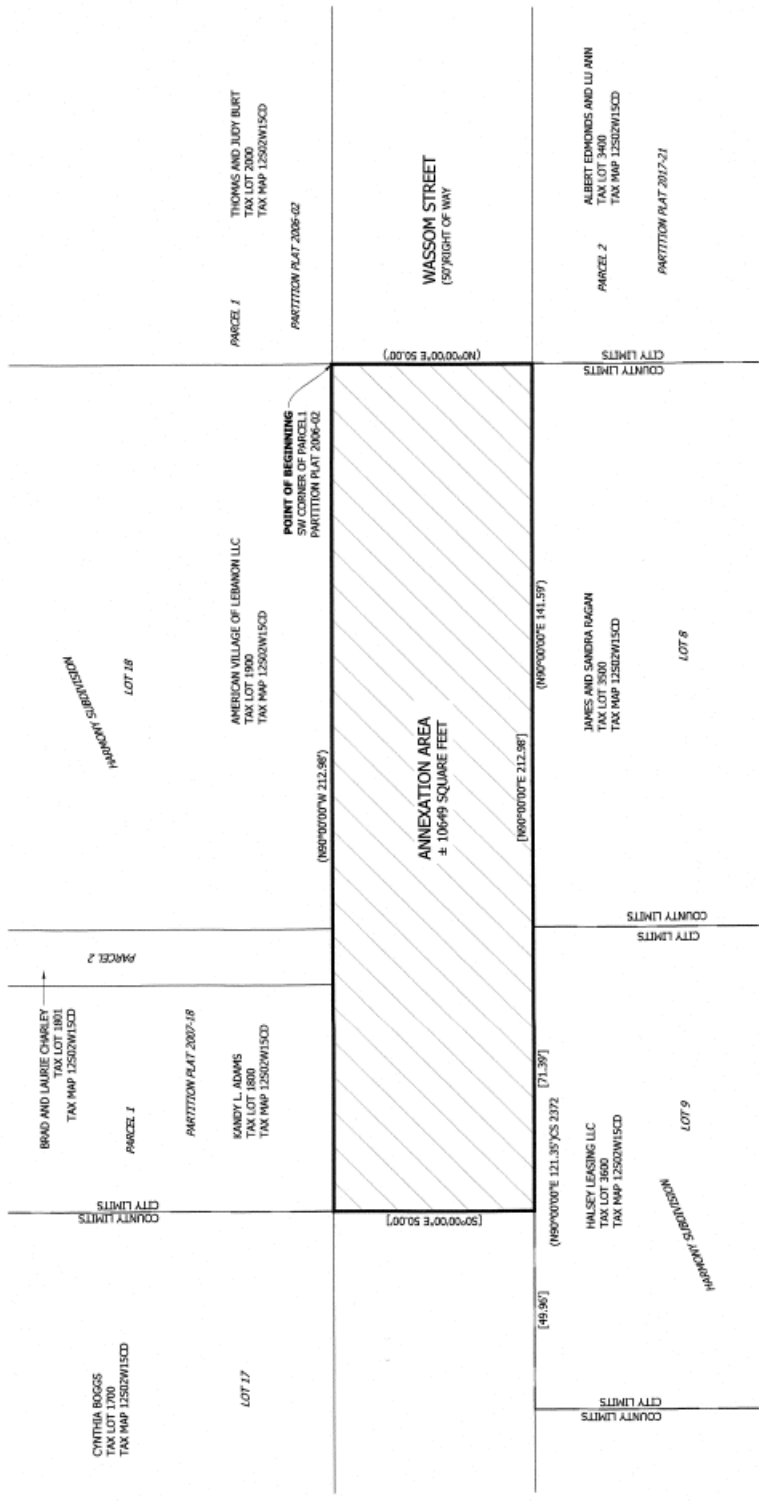 CYNTHIA BOGGS
TAX LOT 1700
TAX MAP 12S02W15CD
LOT 17
COUNTY LIMITS
CITY LIMITS
BRAD AND LAURIE CHARLEY
TAX LOT 1801
TAX MAP 12S02W15CD
PARCEL 1
PARTITION PLAT 2007-18
KANDY L. ADAMS
TAX LOT 1800
TAX MAP 12S02W15CD
PARCEL 2
HARMONY SUBDIVISION
LOT 18
AMERICAN VILLAGE OF LEBANON LLC
TAX LOT 1900
TAX MAP 12S02W15CD
POINT OF BEGINNING
SW CORNER OF PARCEL1
PARTITION PLAT 2006-02
THOMAS AND JUDY BURT
TAX LOT 2000
TAX MAP 12S02W15CD
PARCEL 1
PARTITION PLAT 2006-02
(N90°00'00"W 212.98')
[S0°00'00"E 50.00']
ANNEXATION AREA
± 10649 SQUARE FEET
(N0°00'00"E 50.00')
WASSOM STREET
(50')RIGHT OF WAY
[N90°00'00"E 212.98']
[49.96']
[71.39']
(N90°00'00"E 121.35')CS 2372
(N90°00'00"E 141.59')
COUNTY LIMITS
CITY LIMITS
HALSEY LEASING LLC
TAX LOT 3600
TAX MAP 12S02W15CD
LOT 9
HARMONY SUBDIVISION
CITY LIMITS
COUNTY LIMITS
JAMES AND SANDRA RAGAN
TAX LOT 3500
TAX MAP 12S02W15CD
LOT 8
COUNTY LIMITS
CITY LIMITS
ALBERT EDMONDS AND LU ANN
TAX LOT 3400
TAX MAP 12S02W15CD
PARCEL 2
PARTITION PLAT 2017-21